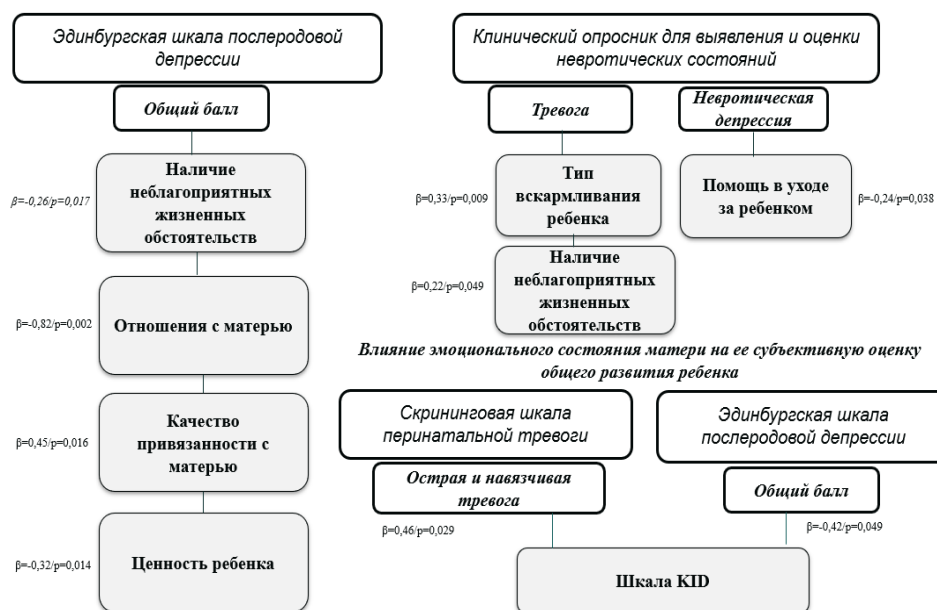 Эдинбургская шкала послеродовой
депрессии
Общий балл
Наличие
неблагоприятных
жизненных
обстоятельств
β=-0,26/p=0,017
Отношения с матерью
β=-0,82/p=0,002
Качество
привязанности с
матерью
β=0,45/p=0,016
Ценность ребенка
β=-0,32/p=0,014
Клинический опросник для выявления и оценки
невротических состояний
Тревога
Тип
вскармливания
ребенка
β=0,33/p=0,009
Наличие
неблагоприятных
жизненных
обстоятельств
β=0,22/p=0,049
Невротическая
депрессия
Помощь в уходе
за ребенком
β=-0,24/p=0,038
Влияние эмоционального состояния матери на ее субъективную оценку
общего развития ребенка
Скрининговая шкала
перинатальной тревоги
Острая и навязчивая
тревога
β=0,46/p=0,029
Эдинбургская шкала
послеродовой депрессии
Общий балл
β=-0,42/p=0,049
Шкала KID